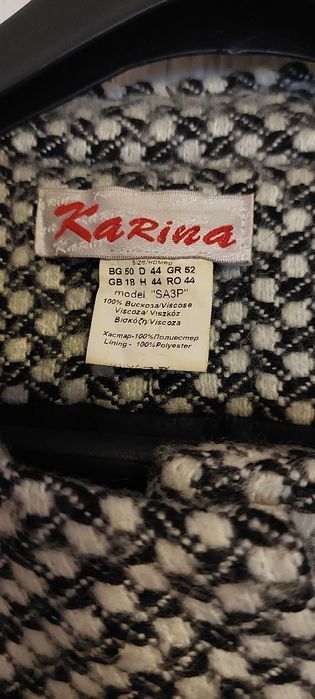 KaRina
size/номер
BG 50 D 44 GR 52
GB 18 H 44 RO 44
model "SA3P"
100% Вискоза/Viscose
Viscoza/ Viszkóz
Βισκόζη/Viscoza
Хастар-100%Полиестер
Lining - 100%Polyester